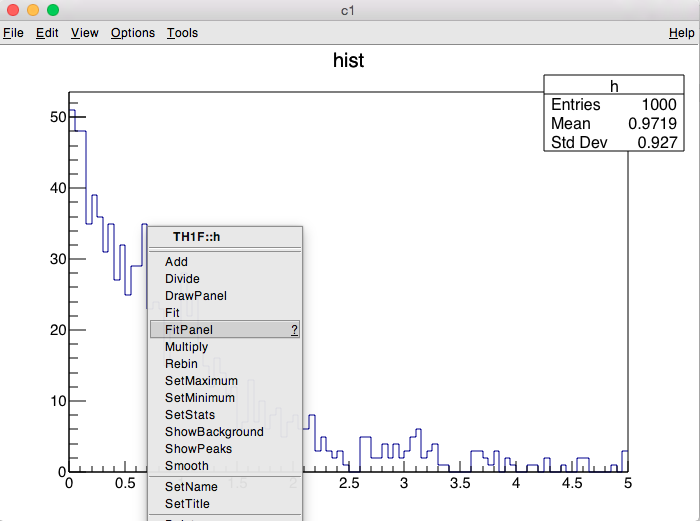 c1
File Edit View Options Tools Help
hist
h
Entries 1000
Mean 0.9719
Std Dev 0.927
50
40
30
20
10
0
0 0.5 1.5 2 2.5 3 3.5 4 4.5 5
TH1F::h
Add
Divide
DrawPanel
Fit
FitPanel ?
Multiply
Rebin
SetMaximum
SetMinimum
SetStats
ShowBackground
ShowPeaks
Smooth
SetName
SetTitle